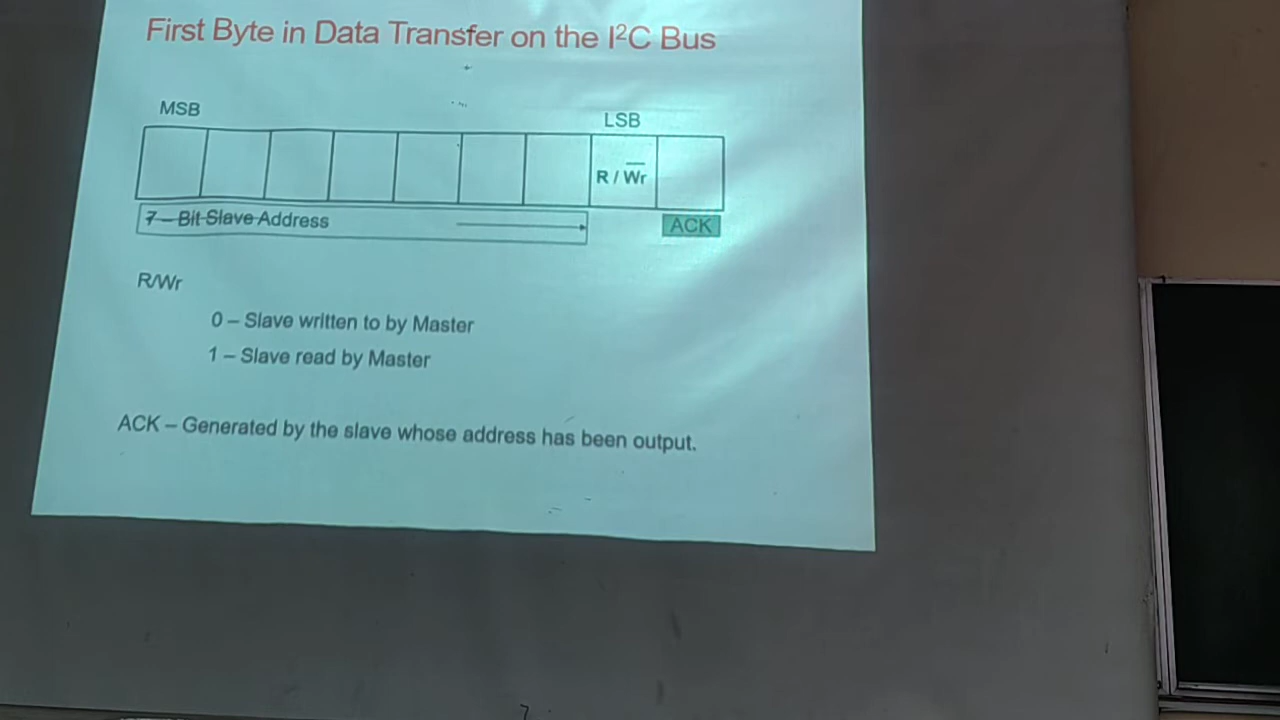 First Byte in Data Transfer on the I²C Bus
MSB
LSB
R / W̅r̅
7 – Bit Slave Address
ACK
R/Wr
0 – Slave written to by Master
1 – Slave read by Master
ACK – Generated by the slave whose address has been output.